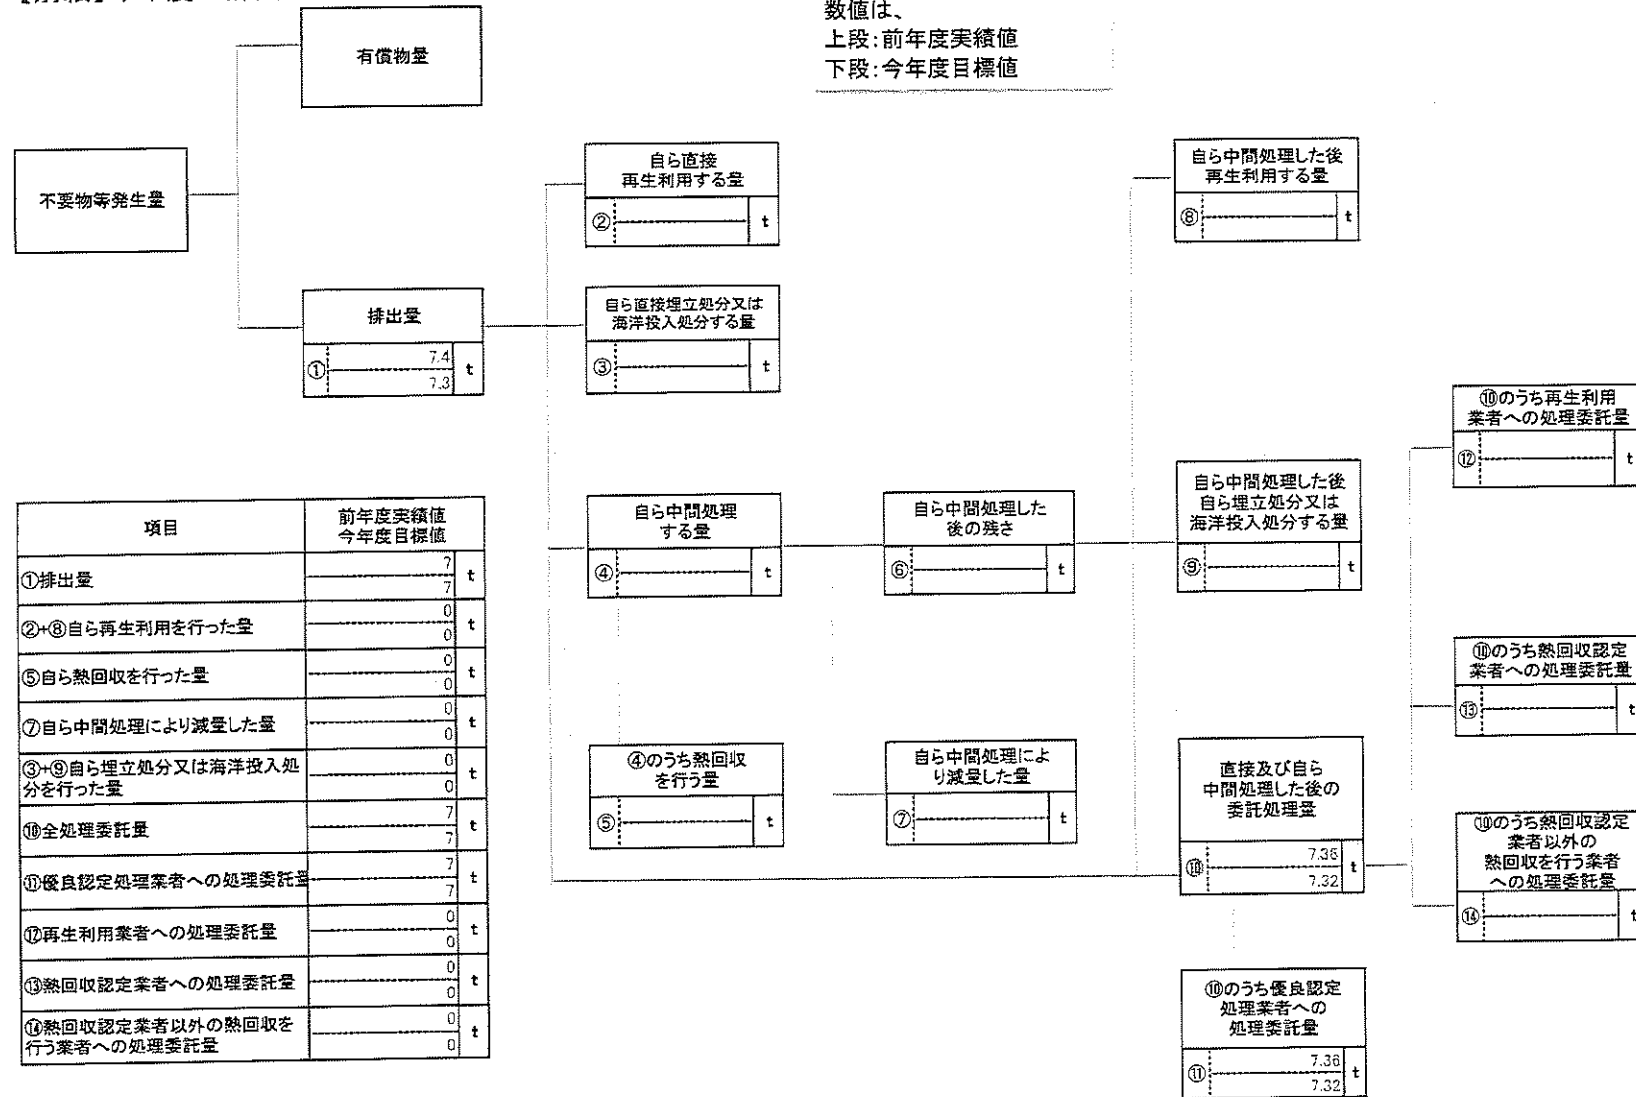 数値は、
上段:前年度実績値
下段:今年度目標値
有償物量
不要物等発生量
排出量
①
7.4
7.3
t
自ら直接
再生利用する量
②
t
自ら直接埋立処分又は
海洋投入処分する量
③
t
自ら中間処理
する量
④
t
④のうち熱回収
を行う量
⑤
t
自ら中間処理した
後の残さ
⑥
t
自ら中間処理によ
り減量した量
⑦
t
自ら中間処理した後
再生利用する量
⑧
t
自ら中間処理した後
自ら埋立処分又は
海洋投入処分する量
⑨
t
直接及び自ら
中間処理した後の
委託処理量
⑩
7.36
7.32
t
⑩のうち優良認定
処理業者への
処理委託量
⑪
7.36
7.32
t
⑩のうち再生利用
業者への処理委託量
⑫
t
⑩のうち熱回収認定
業者への処理委託量
⑬
t
⑩のうち熱回収認定
業者以外の
熱回収を行う業者
への処理委託量
⑭
t
項目
前年度実績値
今年度目標値
①排出量
7
7
t
②+⑧自ら再生利用を行った量
0
0
t
⑤自ら熱回収を行った量
0
0
t
⑦自ら中間処理により減量した量
0
0
t
③+⑨自ら埋立処分又は海洋投入処
分を行った量
0
0
t
⑩全処理委託量
7
7
t
⑪優良認定処理業者への処理委託量
7
7
t
⑫再生利用業者への処理委託量
0
0
t
⑬熱回収認定業者への処理委託量
0
0
t
⑭熱回収認定業者以外の熱回収を
行う業者への処理委託量
0
0
t